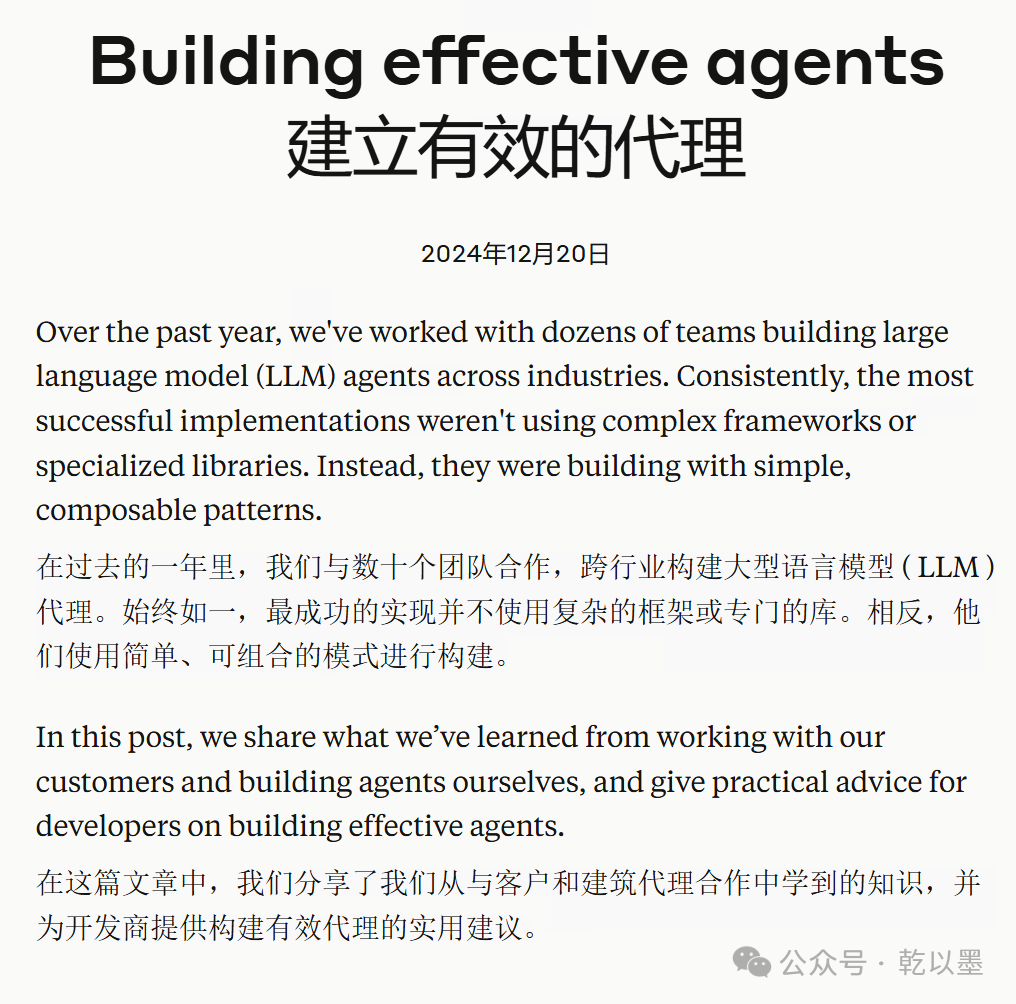 Building effective agents
建立有效的代理
2024年12月20日
Over the past year, we've worked with dozens of teams building large
language model (LLM) agents across industries. Consistently, the most
successful implementations weren't using complex frameworks or
specialized libraries. Instead, they were building with simple,
composable patterns.
在过去的一年里，我们与数十个团队合作，跨行业构建大型语言模型 ( LLM )
代理。始终如一，最成功的实现并不使用复杂的框架或专门的库。相反，他
们使用简单、可组合的模式进行构建。
In this post, we share what we’ve learned from working with our
customers and building agents ourselves, and give practical advice for
developers on building effective agents.
在这篇文章中，我们分享了我们从与客户和建筑代理合作中学到的知识，并
为开发商提供构建有效代理的实用建议。
公众号 · 乾以墨